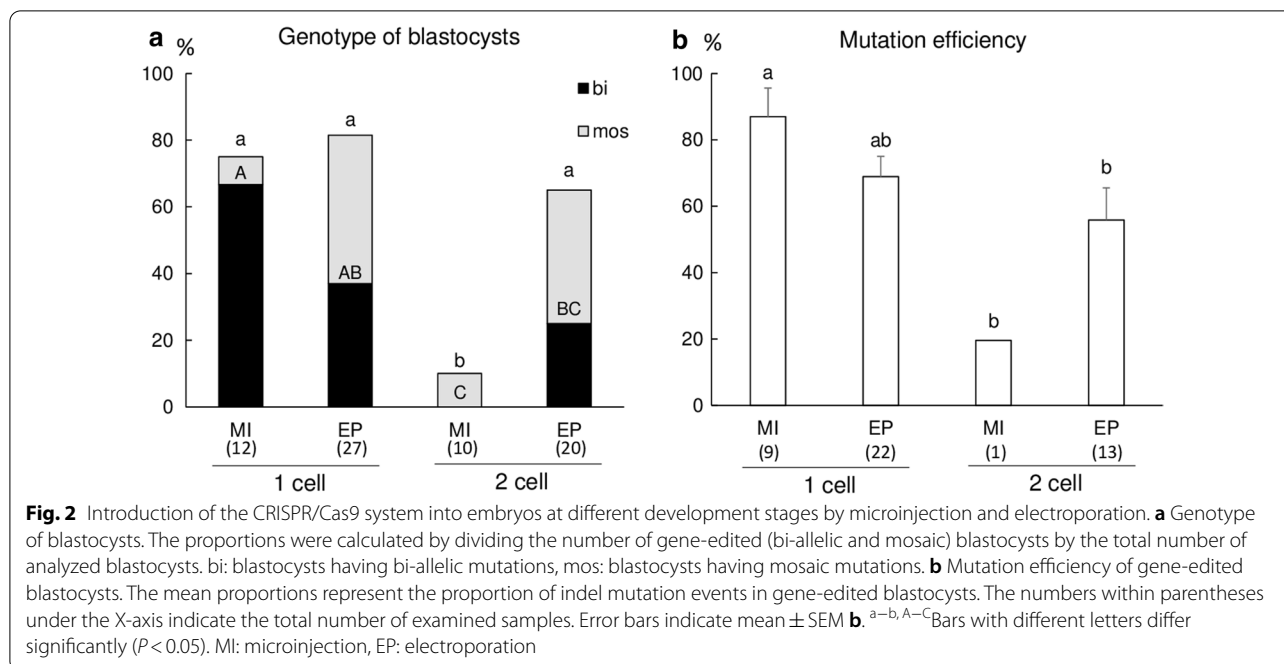 a % Genotype of blastocysts
100
80
60
40
20
0
bi
mos
a
A
a
AB
b
C
a
BC
MI EP MI EP
(12) (27) (10) (20)
1 cell 2 cell
b % Mutation efficiency
100
80
60
40
20
0
a
ab
b
b
MI EP MI EP
(9) (22) (1) (13)
1 cell 2 cell
Fig. 2 Introduction of the CRISPR/Cas9 system into embryos at different development stages by microinjection and electroporation. a Genotype
of blastocysts. The proportions were calculated by dividing the number of gene-edited (bi-allelic and mosaic) blastocysts by the total number of
analyzed blastocysts. bi: blastocysts having bi-allelic mutations, mos: blastocysts having mosaic mutations. b Mutation efficiency of gene-edited
blastocysts. The mean proportions represent the proportion of indel mutation events in gene-edited blastocysts. The numbers within parentheses
under the X-axis indicate the total number of examined samples. Error bars indicate mean ± SEM b. a–b, A–C Bars with different letters differ
significantly (P < 0.05). MI: microinjection, EP: electroporation